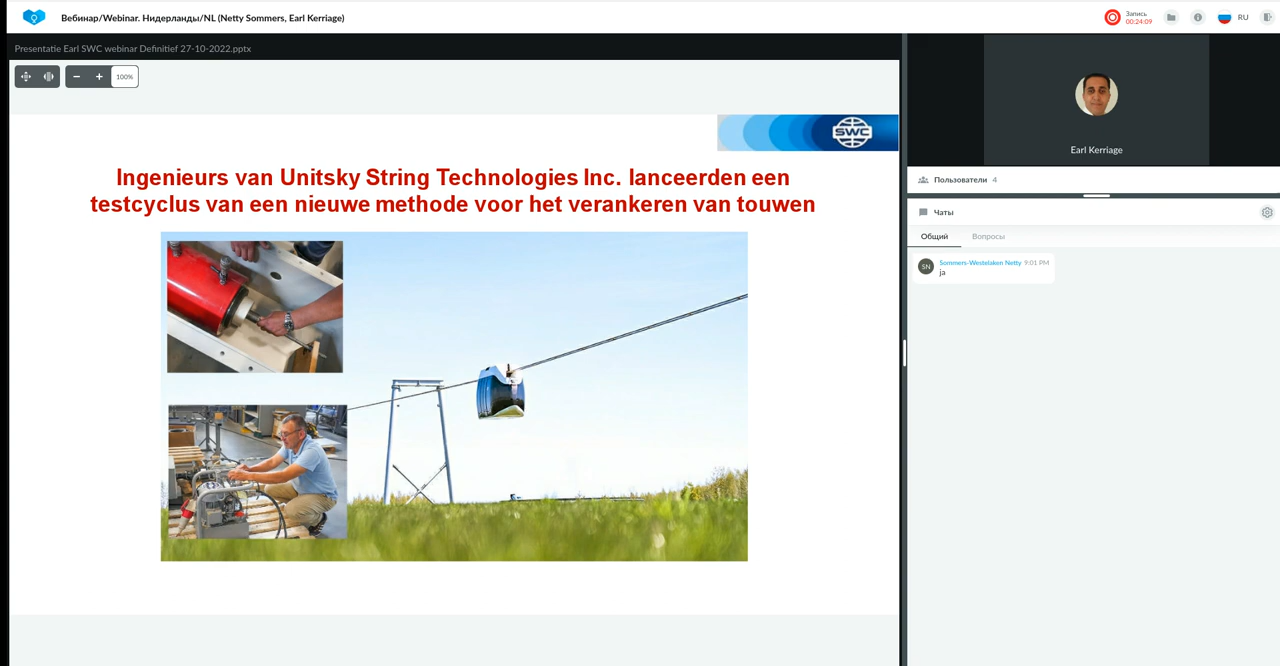 Вебинар/Webinar. Нидерланды/NL (Netty Sommers, Earl Kerriage)
Запись
00:24:09
RU
Presentatie Earl SWC webinar Definitief 27-10-2022.pptx
100%
SWC
Ingenieurs van Unitsky String Technologies Inc. lanceerden een
testcyclus van een nieuwe methode voor het verankeren van touwen
Earl Kerriage
Пользователи 4
Чаты
Общий Вопросы
SN
Sommers-Westelaken Netty 9:01 PM
ja